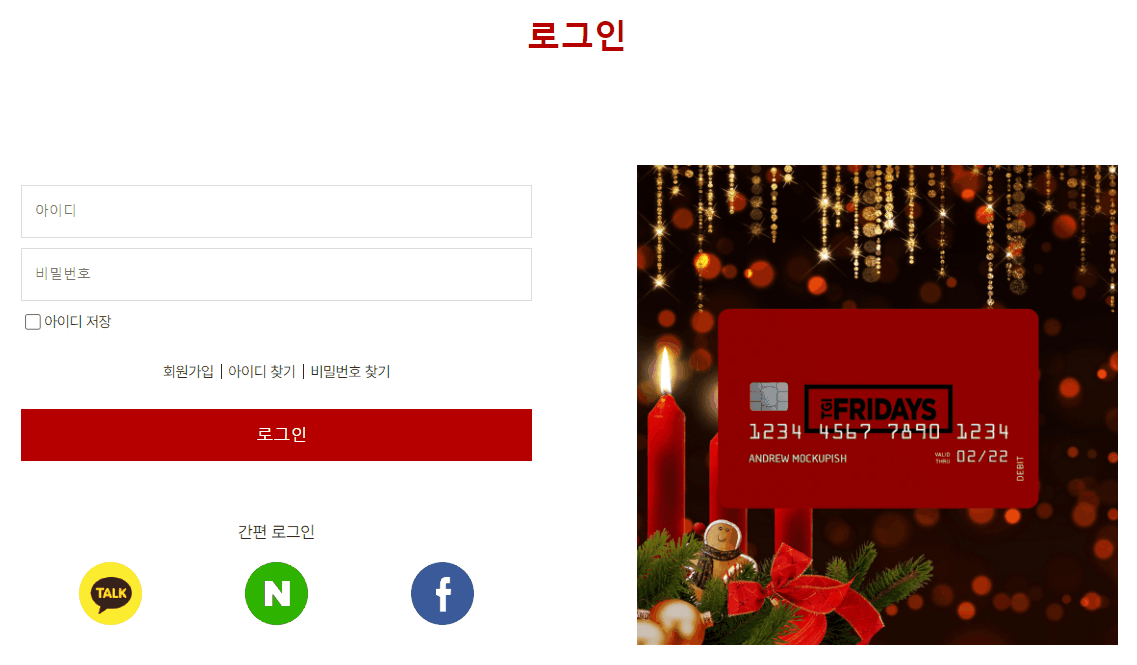 로그인
아이디
비밀번호
아이디 저장
회원가입 | 아이디 찾기 | 비밀번호 찾기
로그인
간편 로그인
TALK
N
f
TGI FRIDAYS
1234 4567 7890 1234
ANDREW MOCKUPISH
VALID THRU 02/22
DEBIT